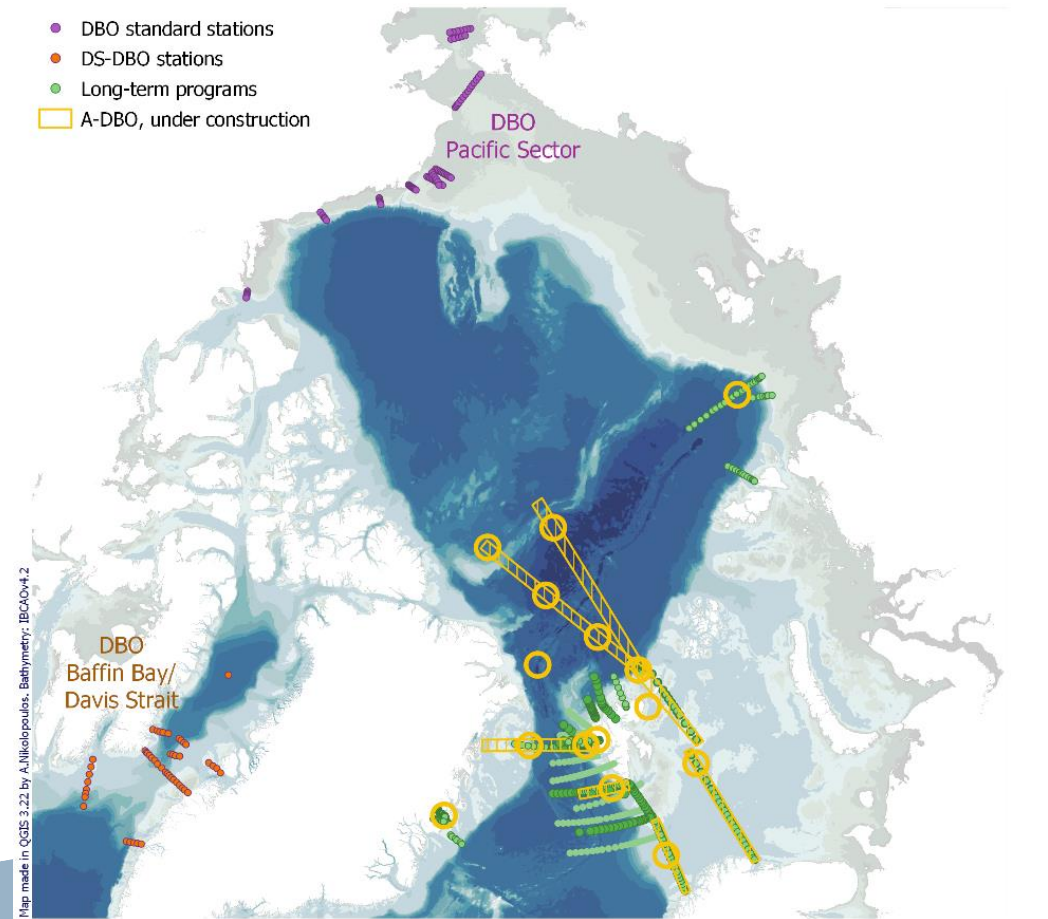 DBO standard stations
DS-DBO stations
Long-term programs
A-DBO, under construction
DBO
Pacific Sector
DBO
Baffin Bay/
Davis Strait
Map made in QGIS 3.22 by A.Nikolopoulos, Bathymetry: IBCAOv4.2